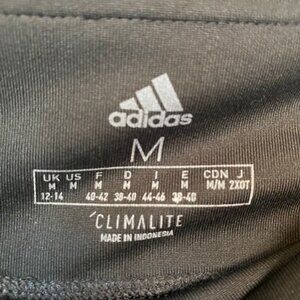 adidas
M
UK US F D I E CDN J
M M M M M M M/M 2XOT
12-14 40-42 38-40 44-46 38-40
CLIMALITE
MADE IN INDONESIA